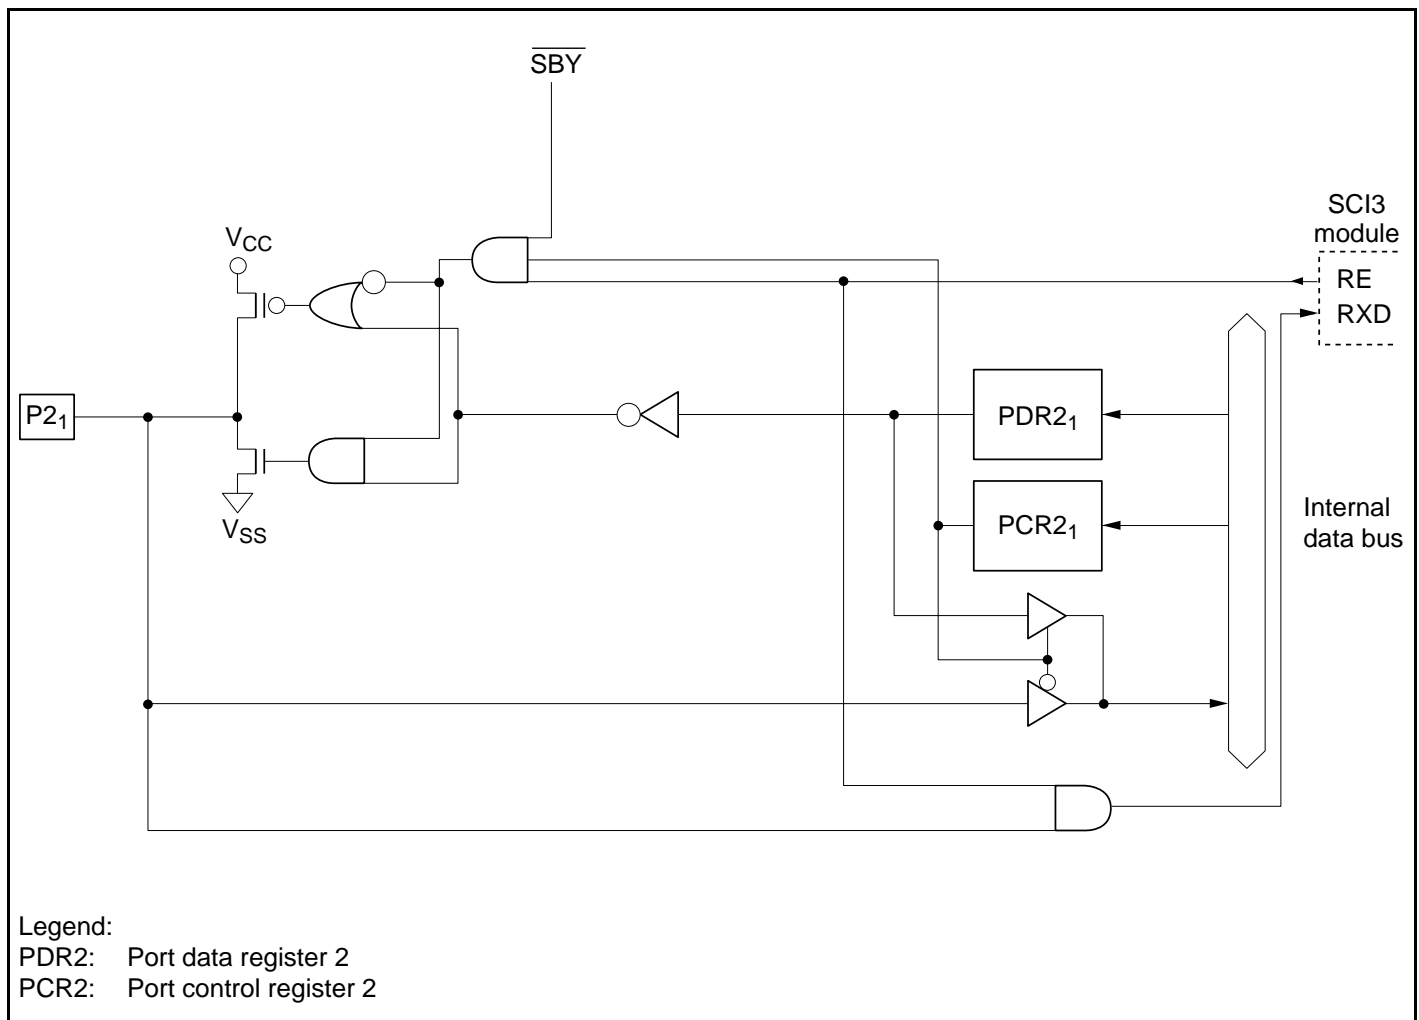 SBY
SCI3
module
VCC
RE
RXD
P21
PDR21
PCR21
VSS
Internal
data bus
Legend:
PDR2: Port data register 2
PCR2: Port control register 2